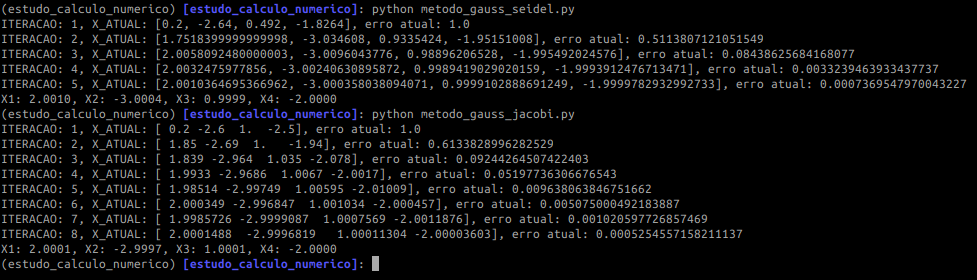 (estudo_calculo_numerico) [estudo_calculo_numerico]: python metodo_gauss_seidel.py
ITERACAO: 1, X_ATUAL: [0.2, -2.64, 0.492, -1.8264], erro atual: 1.0
ITERACAO: 2, X_ATUAL: [1.7518399999999998, -3.034608, 0.9335424, -1.95151008], erro atual: 0.5113807121051549
ITERACAO: 3, X_ATUAL: [2.0058092480000003, -3.0096043776, 0.98896206528, -1.995492024576], erro atual: 0.08438625684168077
ITERACAO: 4, X_ATUAL: [2.0032475977856, -3.002406308958​72, 0.9989419029020159, -1.9993912476713471], erro atual: 0.0033239463933437737
ITERACAO: 5, X_ATUAL: [2.0010364695366962, -3.000358038094071, 0.9999102888691249, -1.9999782932992733], erro atual: 0.0007369547970043227
X1: 2.0010, X2: -3.0004, X3: 0.9999, X4: -2.0000
(estudo_calculo_numerico) [estudo_calculo_numerico]: python metodo_gauss_jacobi.py
ITERACAO: 1, X_ATUAL: [ 0.2 -2.6  1.  -2.5], erro atual: 1.0
ITERACAO: 2, X_ATUAL: [ 1.85 -2.69  1.   -1.94], erro atual: 0.6133828996282529
ITERACAO: 3, X_ATUAL: [ 1.839 -2.964  1.035 -2.078], erro atual: 0.09244264507422403
ITERACAO: 4, X_ATUAL: [ 1.9933 -2.9686  1.0067 -2.0017], erro atual: 0.05197736306676543
ITERACAO: 5, X_ATUAL: [ 1.98514 -2.99749  1.00595 -2.01009], erro atual: 0.009638063846751662
ITERACAO: 6, X_ATUAL: [ 2.000349 -2.996847  1.001034 -2.000457], erro atual: 0.005075000492183887
ITERACAO: 7, X_ATUAL: [ 1.9985726 -2.9999087  1.0007569 -2.0011876], erro atual: 0.001020597726857469
ITERACAO: 8, X_ATUAL: [ 2.0001488  -2.9996819   1.00011304 -2.00003603], erro atual: 0.0005254557158211137
X1: 2.0001, X2: -2.9997, X3: 1.0001, X4: -2.0000
(estudo_calculo_numerico) [estudo_calculo_numerico]: